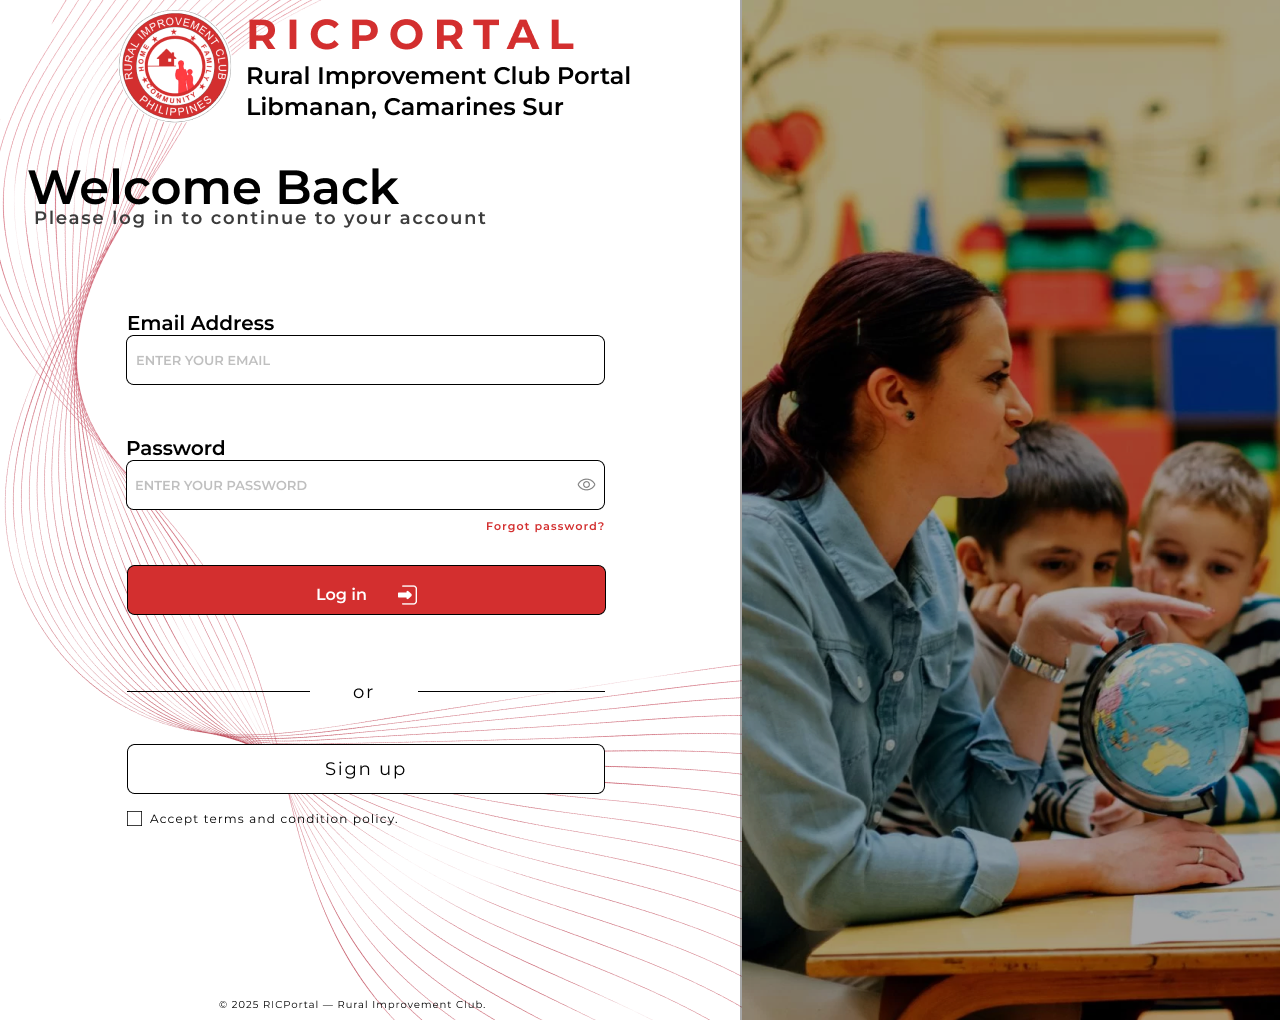 RURAL IMPROVEMENT CLUB
HOME ★ ★ ★ FAMILY
★ COMMUNITY ★
PHILIPPINES
RICPORTAL
Rural Improvement Club Portal
Libmanan, Camarines Sur
Welcome Back
Please log in to continue to your account
Email Address
ENTER YOUR EMAIL
Password
ENTER YOUR PASSWORD
Forgot password?
Log in
or
Sign up
Accept terms and condition policy.
© 2025 RICPortal — Rural Improvement Club.